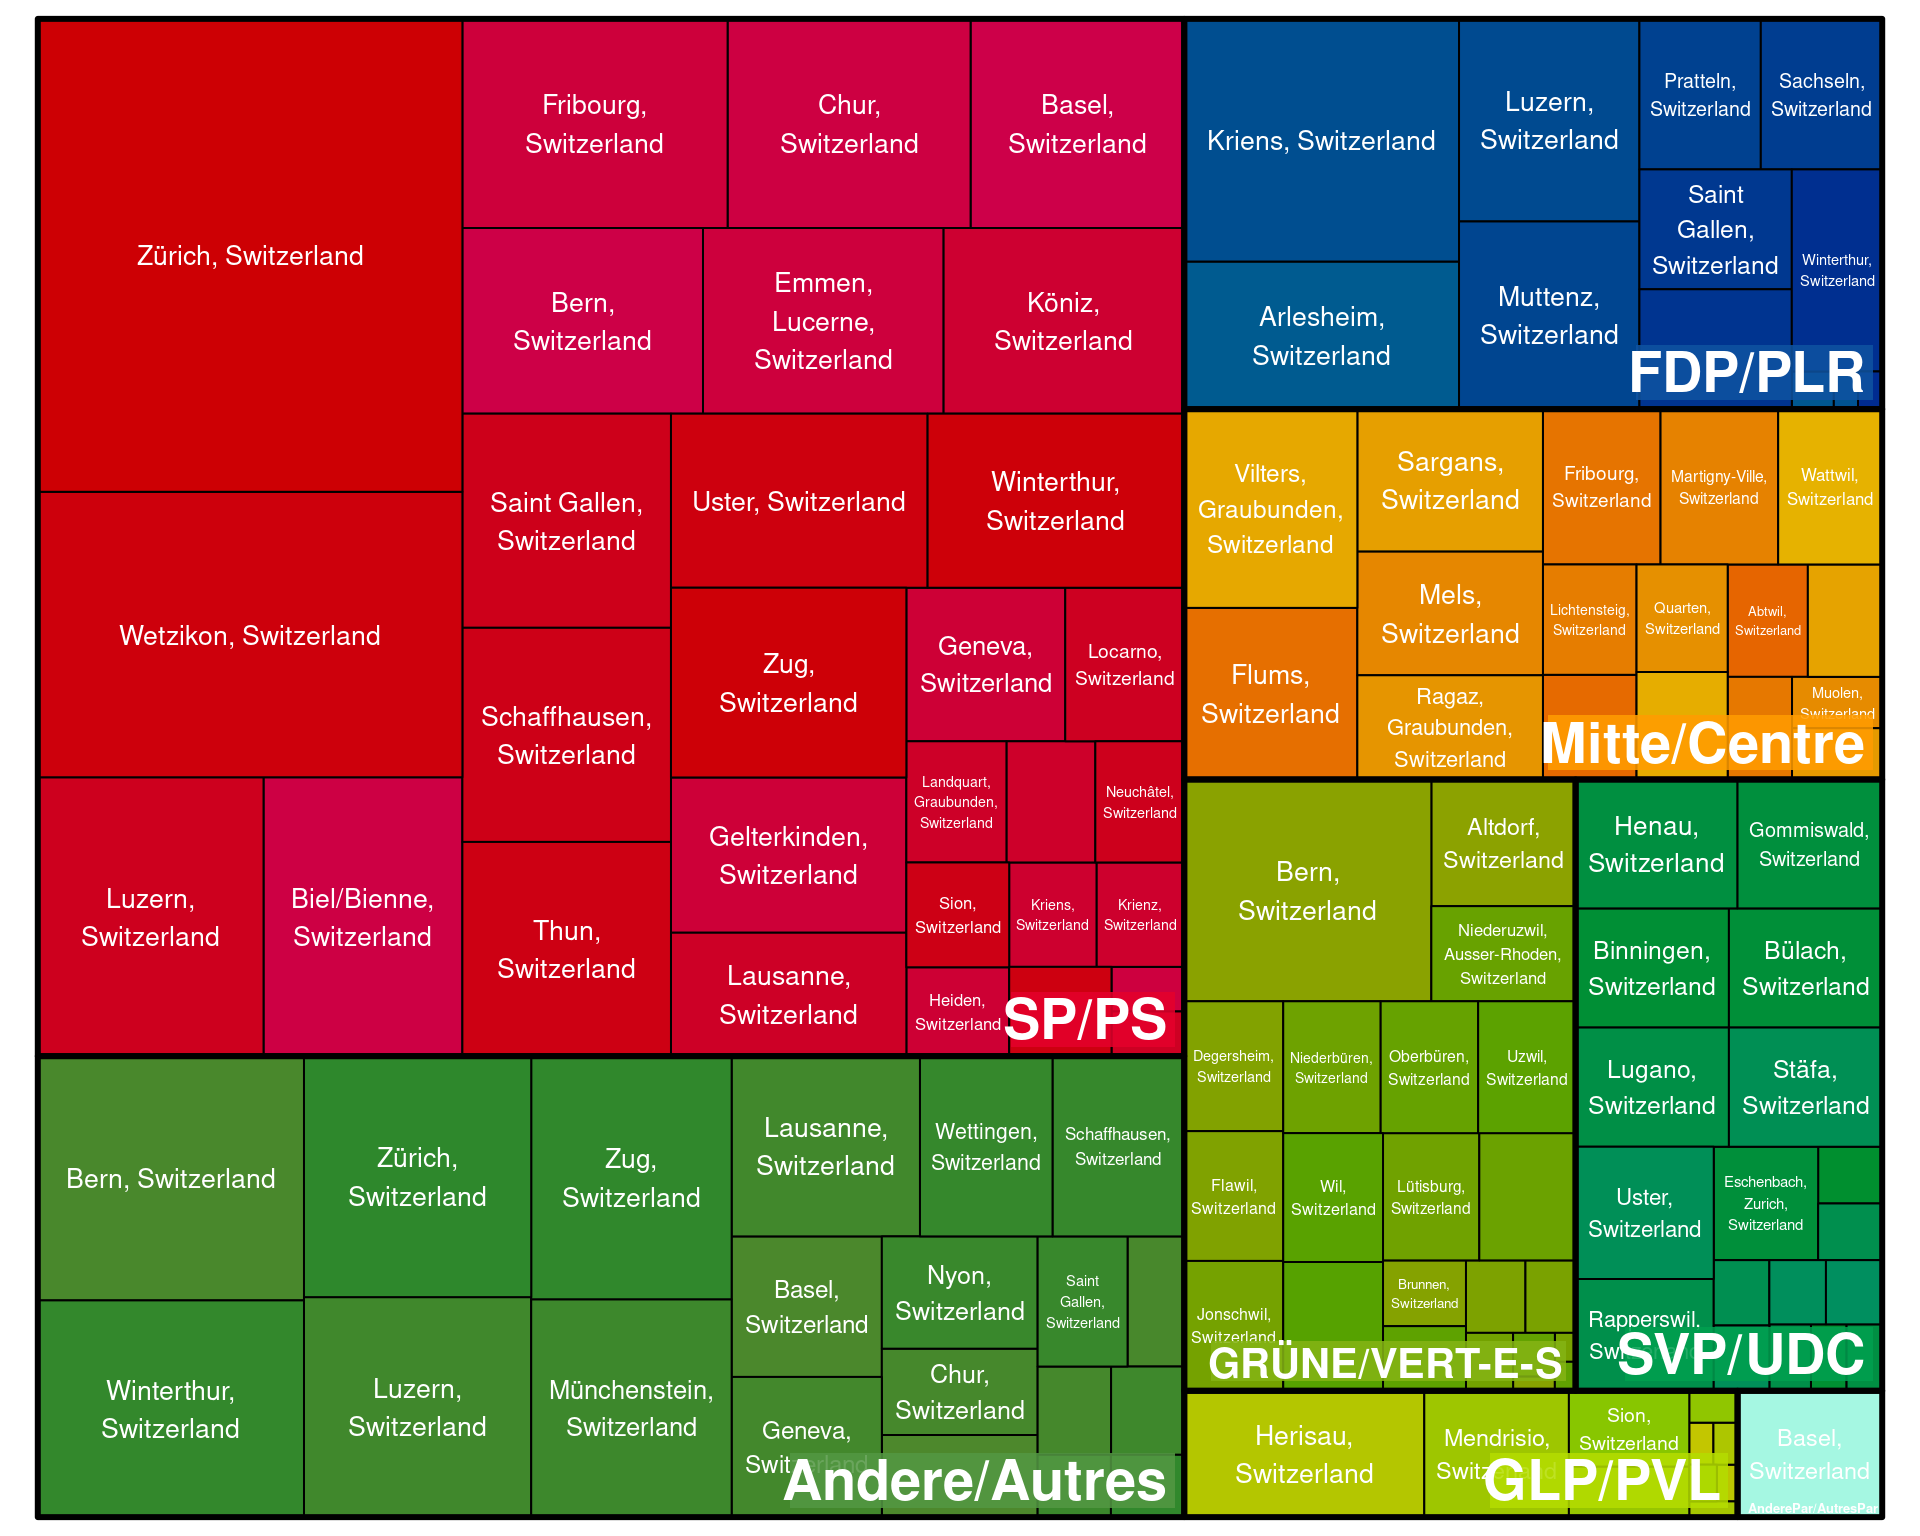 Zürich, Switzerland
Wetzikon, Switzerland
Luzern,
Switzerland
Biel/Bienne,
Switzerland
Fribourg,
Switzerland
Chur,
Switzerland
Basel,
Switzerland
Bern,
Switzerland
Emmen,
Lucerne,
Switzerland
Köniz,
Switzerland
Saint Gallen,
Switzerland
Uster, Switzerland
Winterthur,
Switzerland
Schaffhausen,
Switzerland
Thun,
Switzerland
Zug,
Switzerland
Gelterkinden,
Switzerland
Lausanne,
Switzerland
Geneva,
Switzerland
Locarno,
Switzerland
Landquart,
Graubunden,
Switzerland
Neuchâtel,
Switzerland
Sion,
Switzerland
Kriens,
Switzerland
Krienz,
Switzerland
Heiden,
Switzerland
SP/PS
Bern, Switzerland
Winterthur,
Switzerland
Zürich,
Switzerland
Luzern,
Switzerland
Zug,
Switzerland
Münchenstein,
Switzerland
Lausanne,
Switzerland
Wettingen,
Switzerland
Schaffhausen,
Switzerland
Basel,
Switzerland
Geneva,
Switzerland
Nyon,
Switzerland
Chur,
Switzerland
Saint
Gallen,
Switzerland
Andere/Autres
Kriens, Switzerland
Arlesheim,
Switzerland
Luzern,
Switzerland
Muttenz,
Switzerland
Pratteln,
Switzerland
Sachseln,
Switzerland
Saint
Gallen,
Switzerland
Winterthur,
Switzerland
FDP/PLR
Vilters,
Graubunden,
Switzerland
Flums,
Switzerland
Sargans,
Switzerland
Mels,
Switzerland
Ragaz,
Graubunden,
Switzerland
Fribourg,
Switzerland
Martigny-Ville,
Switzerland
Wattwil,
Switzerland
Lichtensteig,
Switzerland
Quarten,
Switzerland
Abtwil,
Switzerland
Muolen,
Switzerland
Mitte/Centre
Bern,
Switzerland
Altdorf,
Switzerland
Niederuzwil,
Ausser-Rhoden,
Switzerland
Degersheim,
Switzerland
Niederbüren,
Switzerland
Oberbüren,
Switzerland
Uzwil,
Switzerland
Flawil,
Switzerland
Wil,
Switzerland
Lütisburg,
Switzerland
Jonschwil,
Switzerland
Brunnen,
Switzerland
GRÜNE/VERT-E-S
Henau,
Switzerland
Gommiswald,
Switzerland
Binningen,
Switzerland
Bülach,
Switzerland
Lugano,
Switzerland
Stäfa,
Switzerland
Uster,
Switzerland
Eschenbach,
Zurich,
Switzerland
Rapperswil,
SVP/UDC
Herisau,
Switzerland
Mendrisio,
Switzerland
Sion,
Switzerland
GLP/PVL
Basel,
Switzerland
AnderePar/AutresPar